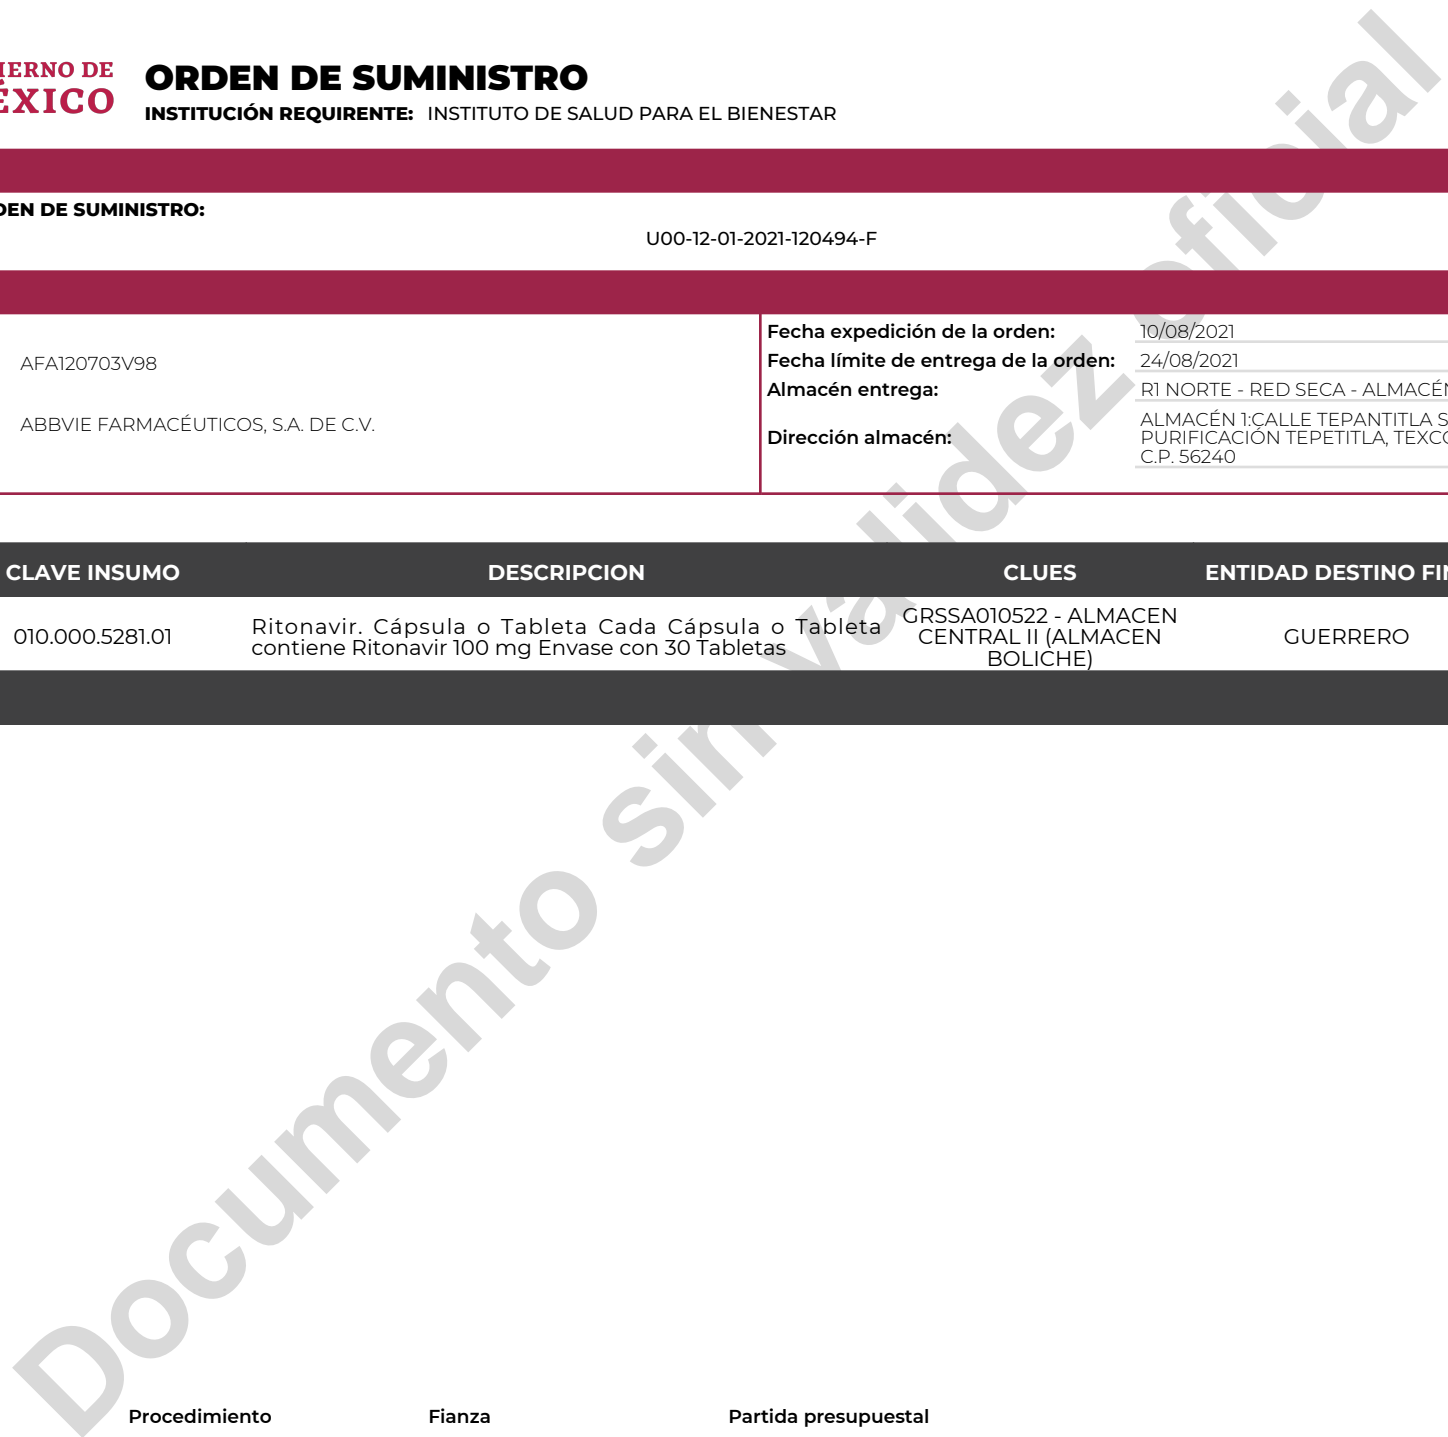 IERNO DE
ÉXICO
ORDEN DE SUMINISTRO
INSTITUCIÓN REQUIRENTE: INSTITUTO DE SALUD PARA EL BIENESTAR
DEN DE SUMINISTRO:
U00-12-01-2021-120494-F
AFA120703V98
ABBVIE FARMACÉUTICOS, S.A. DE C.V.
Fecha expedición de la orden: 10/08/2021
Fecha límite de entrega de la orden: 24/08/2021
Almacén entrega: R1 NORTE - RED SECA - ALMACÉN
Dirección almacén: ALMACÉN 1:CALLE TEPANTITLA S
PURIFICACIÓN TEPETITLA, TEXCO
C.P. 56240
CLAVE INSUMO DESCRIPCION CLUES ENTIDAD DESTINO FIN
010.000.5281.01
Ritonavir. Cápsula o Tableta Cada Cápsula o Tableta
contiene Ritonavir 100 mg Envase con 30 Tabletas
GRSSA010522 - ALMACEN
CENTRAL II (ALMACEN
BOLICHE)
GUERRERO
Documento sin validez oficial
Procedimiento Fianza Partida presupuestal